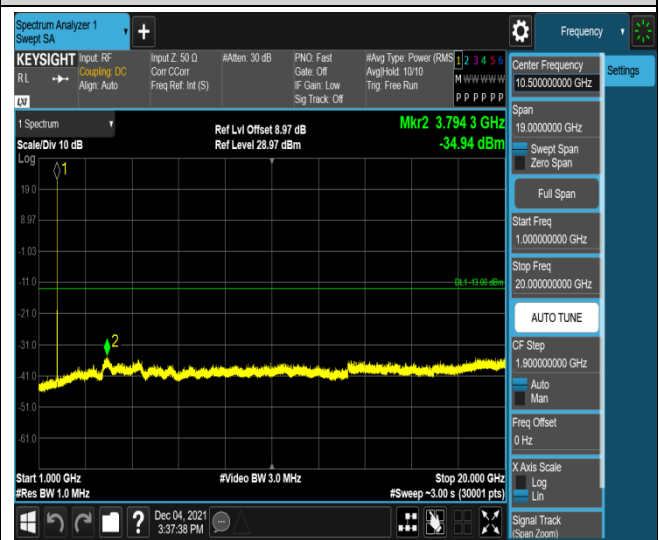 Spectrum Analyzer 1
Swept SA
+
Frequency
KEYSIGHT
RL
LXI
Input: RF
Coupling: DC
Align: Auto
Input Z: 50 Ω
Corr CCorr
Freq Ref: Int (S)
#Atten: 30 dB
PNO: Fast
Gate: Off
IF Gain: Low
Sig Track: Off
#Avg Type: Power (RMS
Avg|Hold: 10/10
Trig: Free Run
1 2 3 4 5 6
M W W W W W
P P P P P P
Settings
Center Frequency
10.500000000 GHz
Span
19.0000000 GHz
Swept Span
Zero Span
Full Span
Start Freq
1.000000000 GHz
Stop Freq
20.000000000 GHz
AUTO TUNE
CF Step
1.900000000 GHz
Auto
Man
Freq Offset
0 Hz
X Axis Scale
Log
Lin
Signal Track
(Span Zoom)
1 Spectrum
Scale/Div 10 dB
Log
Ref Lvl Offset 8.97 dB
Ref Level 28.97 dBm
Mkr2 3.794 3 GHz
-34.94 dBm
1
19.0
8.97
-1.03
-11.0
DL1 -13.00 dBm
-21.0
-31.0
2
-41.0
-51.0
-61.0
Start 1.000 GHz
#Res BW 1.0 MHz
#Video BW 3.0 MHz
Stop 20.000 GHz
#Sweep ~3.00 s (30001 pts)
?
Dec 04, 2021
3:37:38 PM